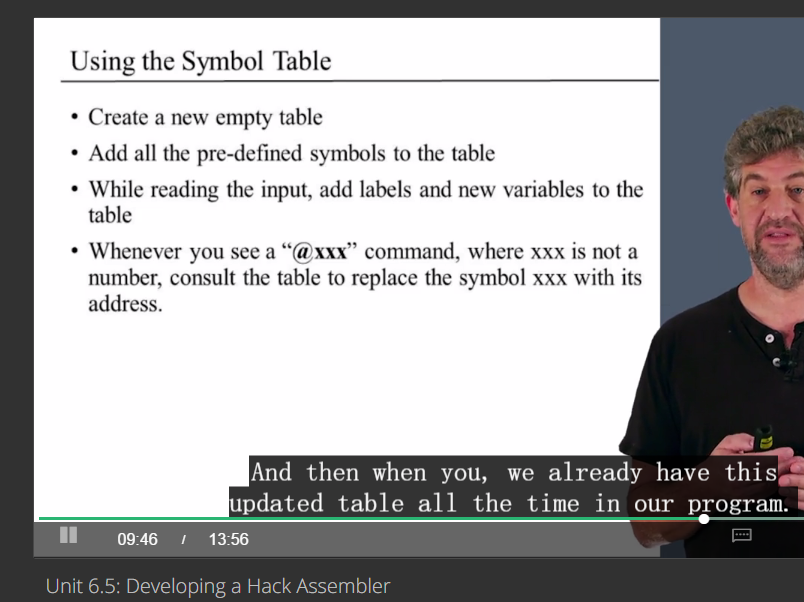 Using the Symbol Table
• Create a new empty table
• Add all the pre-defined symbols to the table
• While reading the input, add labels and new variables to the
table
• Whenever you see a “@xxx” command, where xxx is not a
number, consult the table to replace the symbol xxx with its
address.
And then when you, we already have this
updated table all the time in our program.
09:46 / 13:56
Unit 6.5: Developing a Hack Assembler